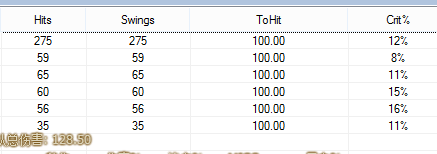 Hits Swings ToHit Crit%
275 275 100.00 12%
59 59 100.00 8%
65 65 100.00 11%
60 60 100.00 15%
56 56 100.00 16%
35 35 100.00 11%
从总伤害: 128.50